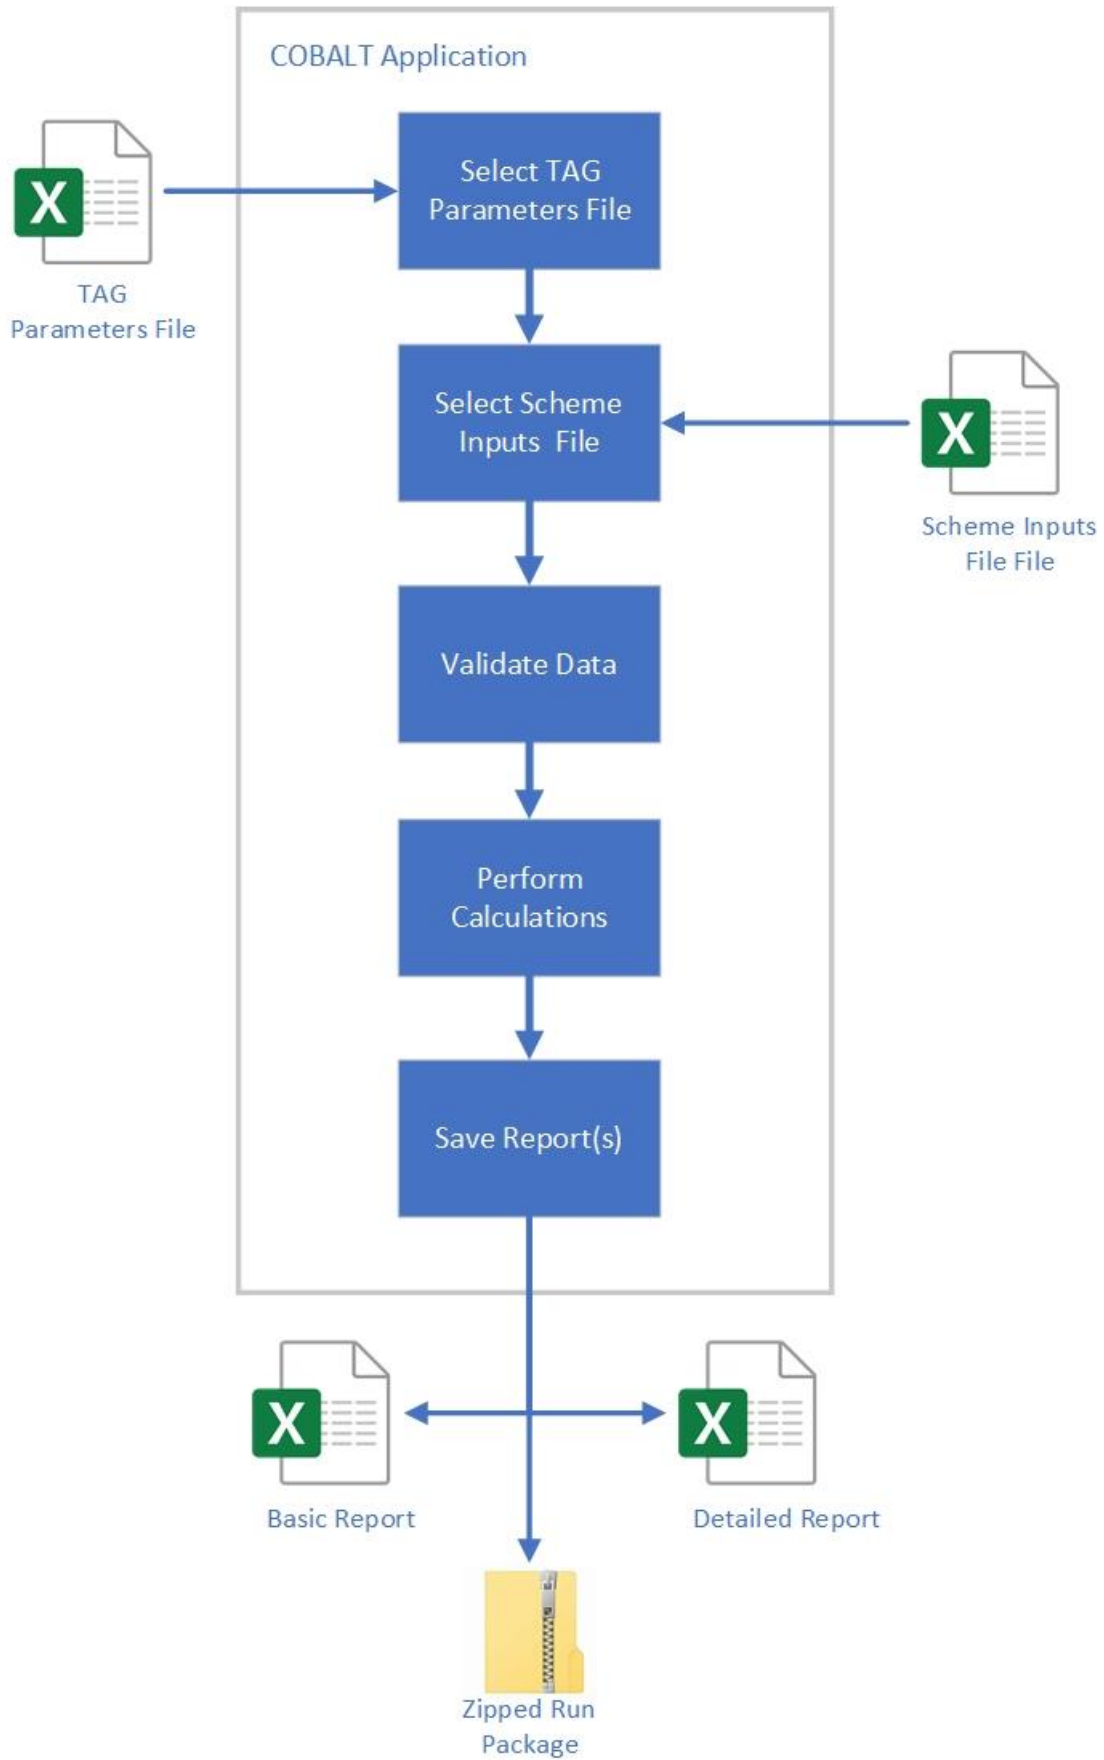 COBALT Application
Select TAG
Parameters File
X
TAG
Parameters File
Select Scheme
Inputs File
X
Scheme Inputs
File File
Validate Data
Perform
Calculations
Save Report(s)
X
Basic Report
X
Detailed Report
Zipped Run
Package